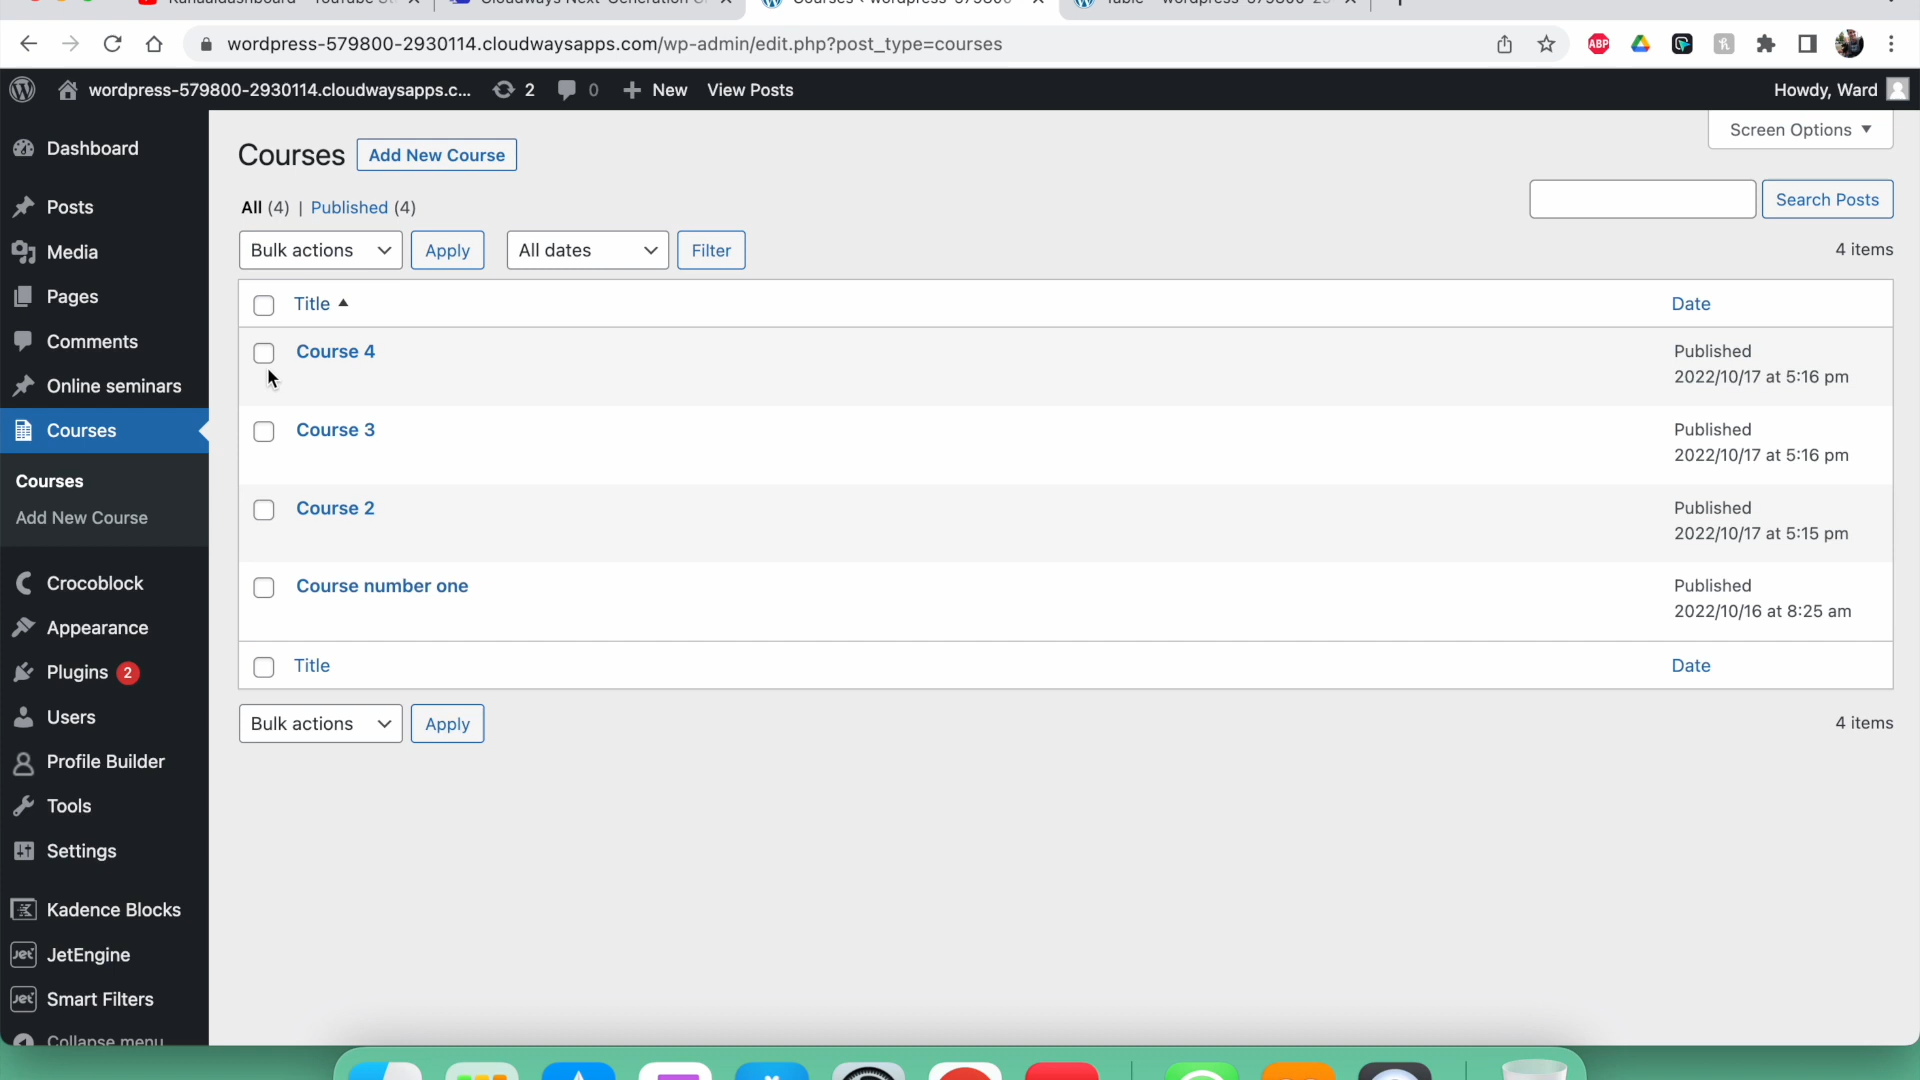 wordpress-579800-2930114.cloudwaysapps.com/wp-admin/edit.php?post_type=courses
ABP
wordpress-579800-2930114.cloudwaysapps.c... 2 0 New View Posts
Howdy, Ward
Screen Options
Dashboard
Posts
Media
Pages
Comments
Online seminars
Courses
Courses
Add New Course
Crocoblock
Appearance
Plugins 2
Users
Profile Builder
Tools
Settings
Kadence Blocks
Jet JetEngine
Jet Smart Filters
Collapse menu
Courses Add New Course
All (4) | Published (4)
Search Posts
Bulk actions Apply All dates Filter
4 items
Title Date
Course 4 Published
2022/10/17 at 5:16 pm
Course 3 Published
2022/10/17 at 5:16 pm
Course 2 Published
2022/10/17 at 5:15 pm
Course number one Published
2022/10/16 at 8:25 am
Title Date
Bulk actions Apply
4 items